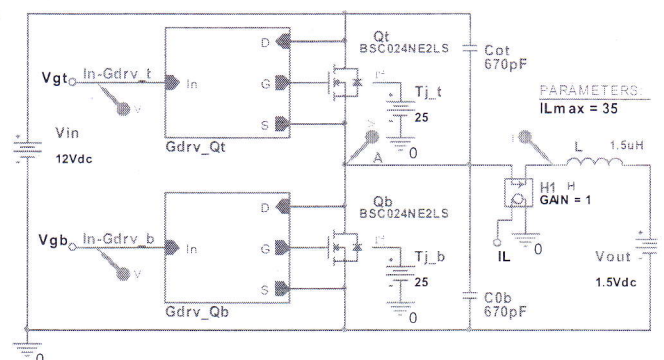 Vgt
In-Gdrv_t
V
In
D
G
S
Gdrv_Qt
Qt
BSC024NE2LS
Tj_t
25
0
Cot
670pF
PARAMETERS:
ILmax = 35
Vin
12Vdc
V
A
I
L
1.5uH
H1
H
GAIN = 1
0
IL
Vout
1.5Vdc
Vgb
In-Gdrv_b
V
In
D
G
S
Gdrv_Qb
Qb
BSC024NE2LS
Tj_b
25
0
C0b
670pF
0